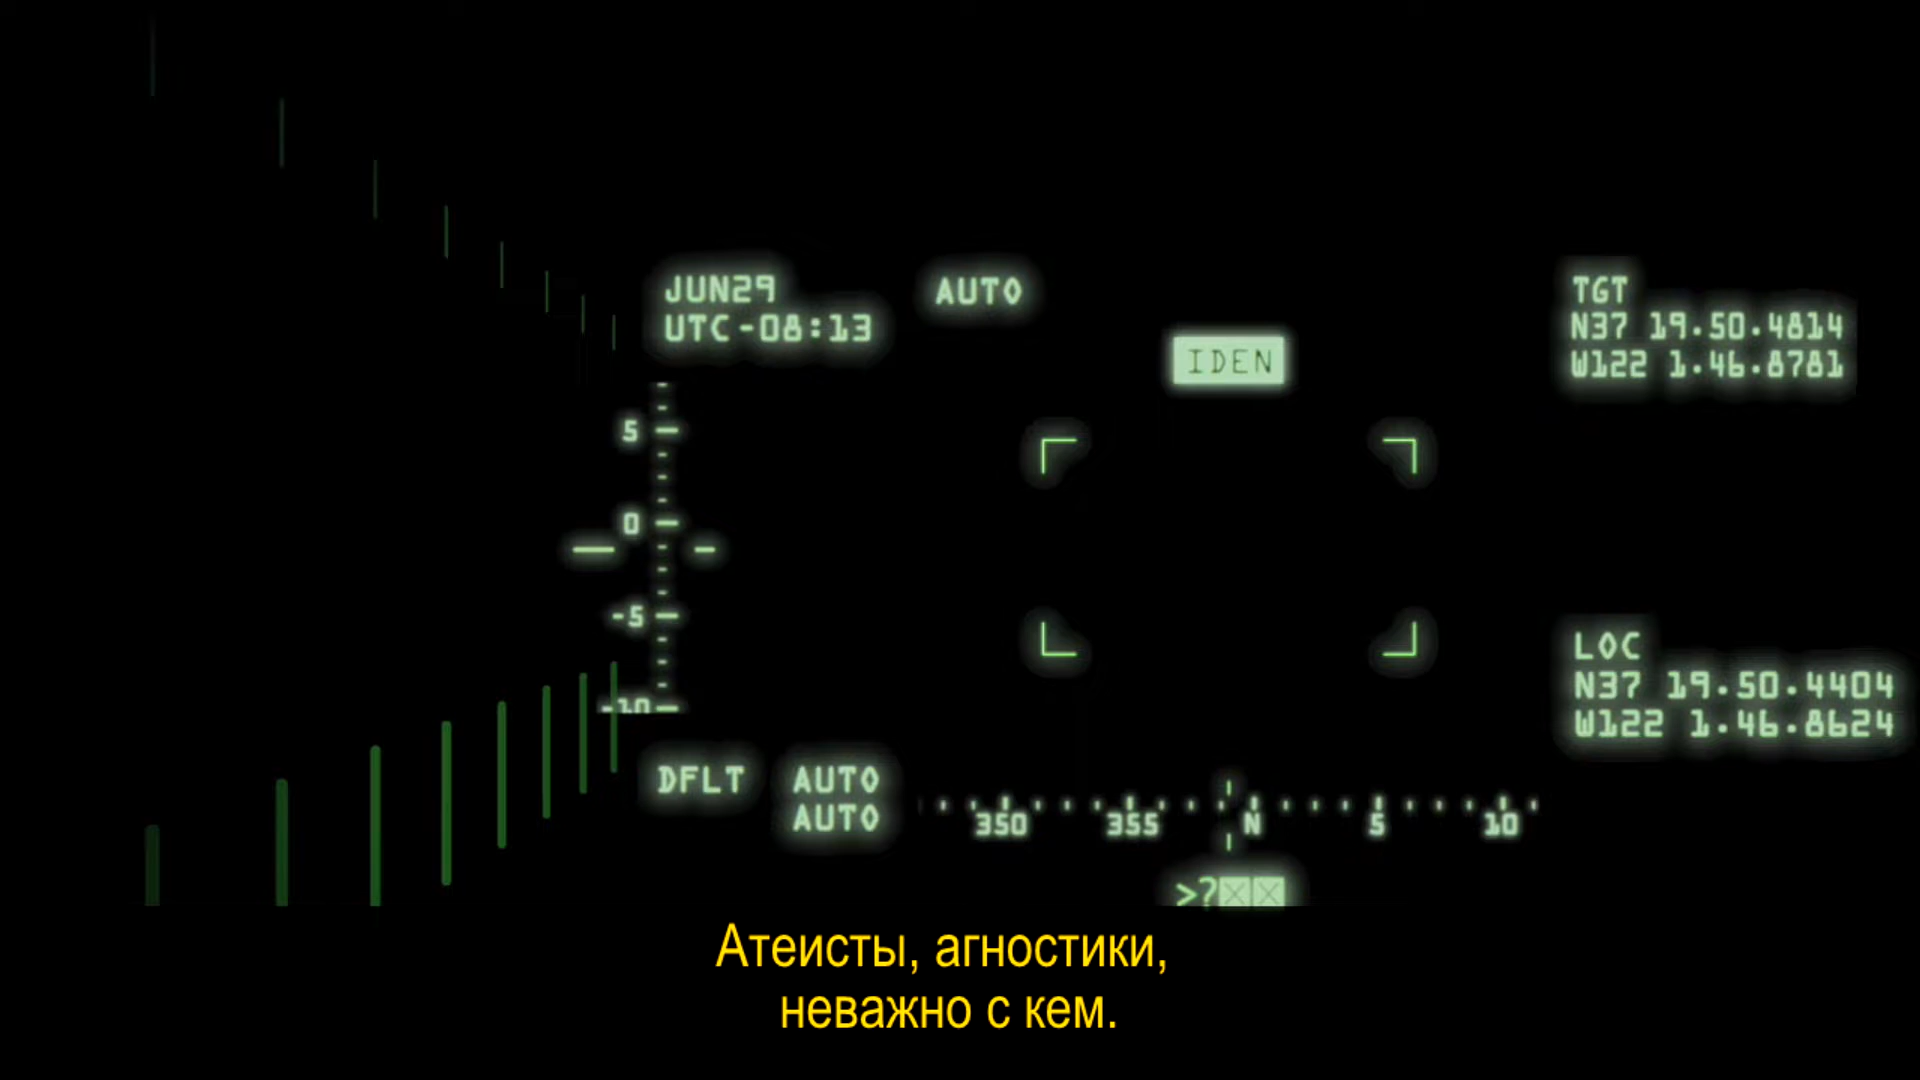 JUN29
UTC-08:13
AUTO
IDEN
TGT
N37 19.50.4814
W122 1.46.8781
5
0
-5
-10
LOC
N37 19.50.4404
W122 1.46.8624
DFLT
AUTO
AUTO
350 355 N 5 10
>?
Атеисты, агностики,
неважно с кем.